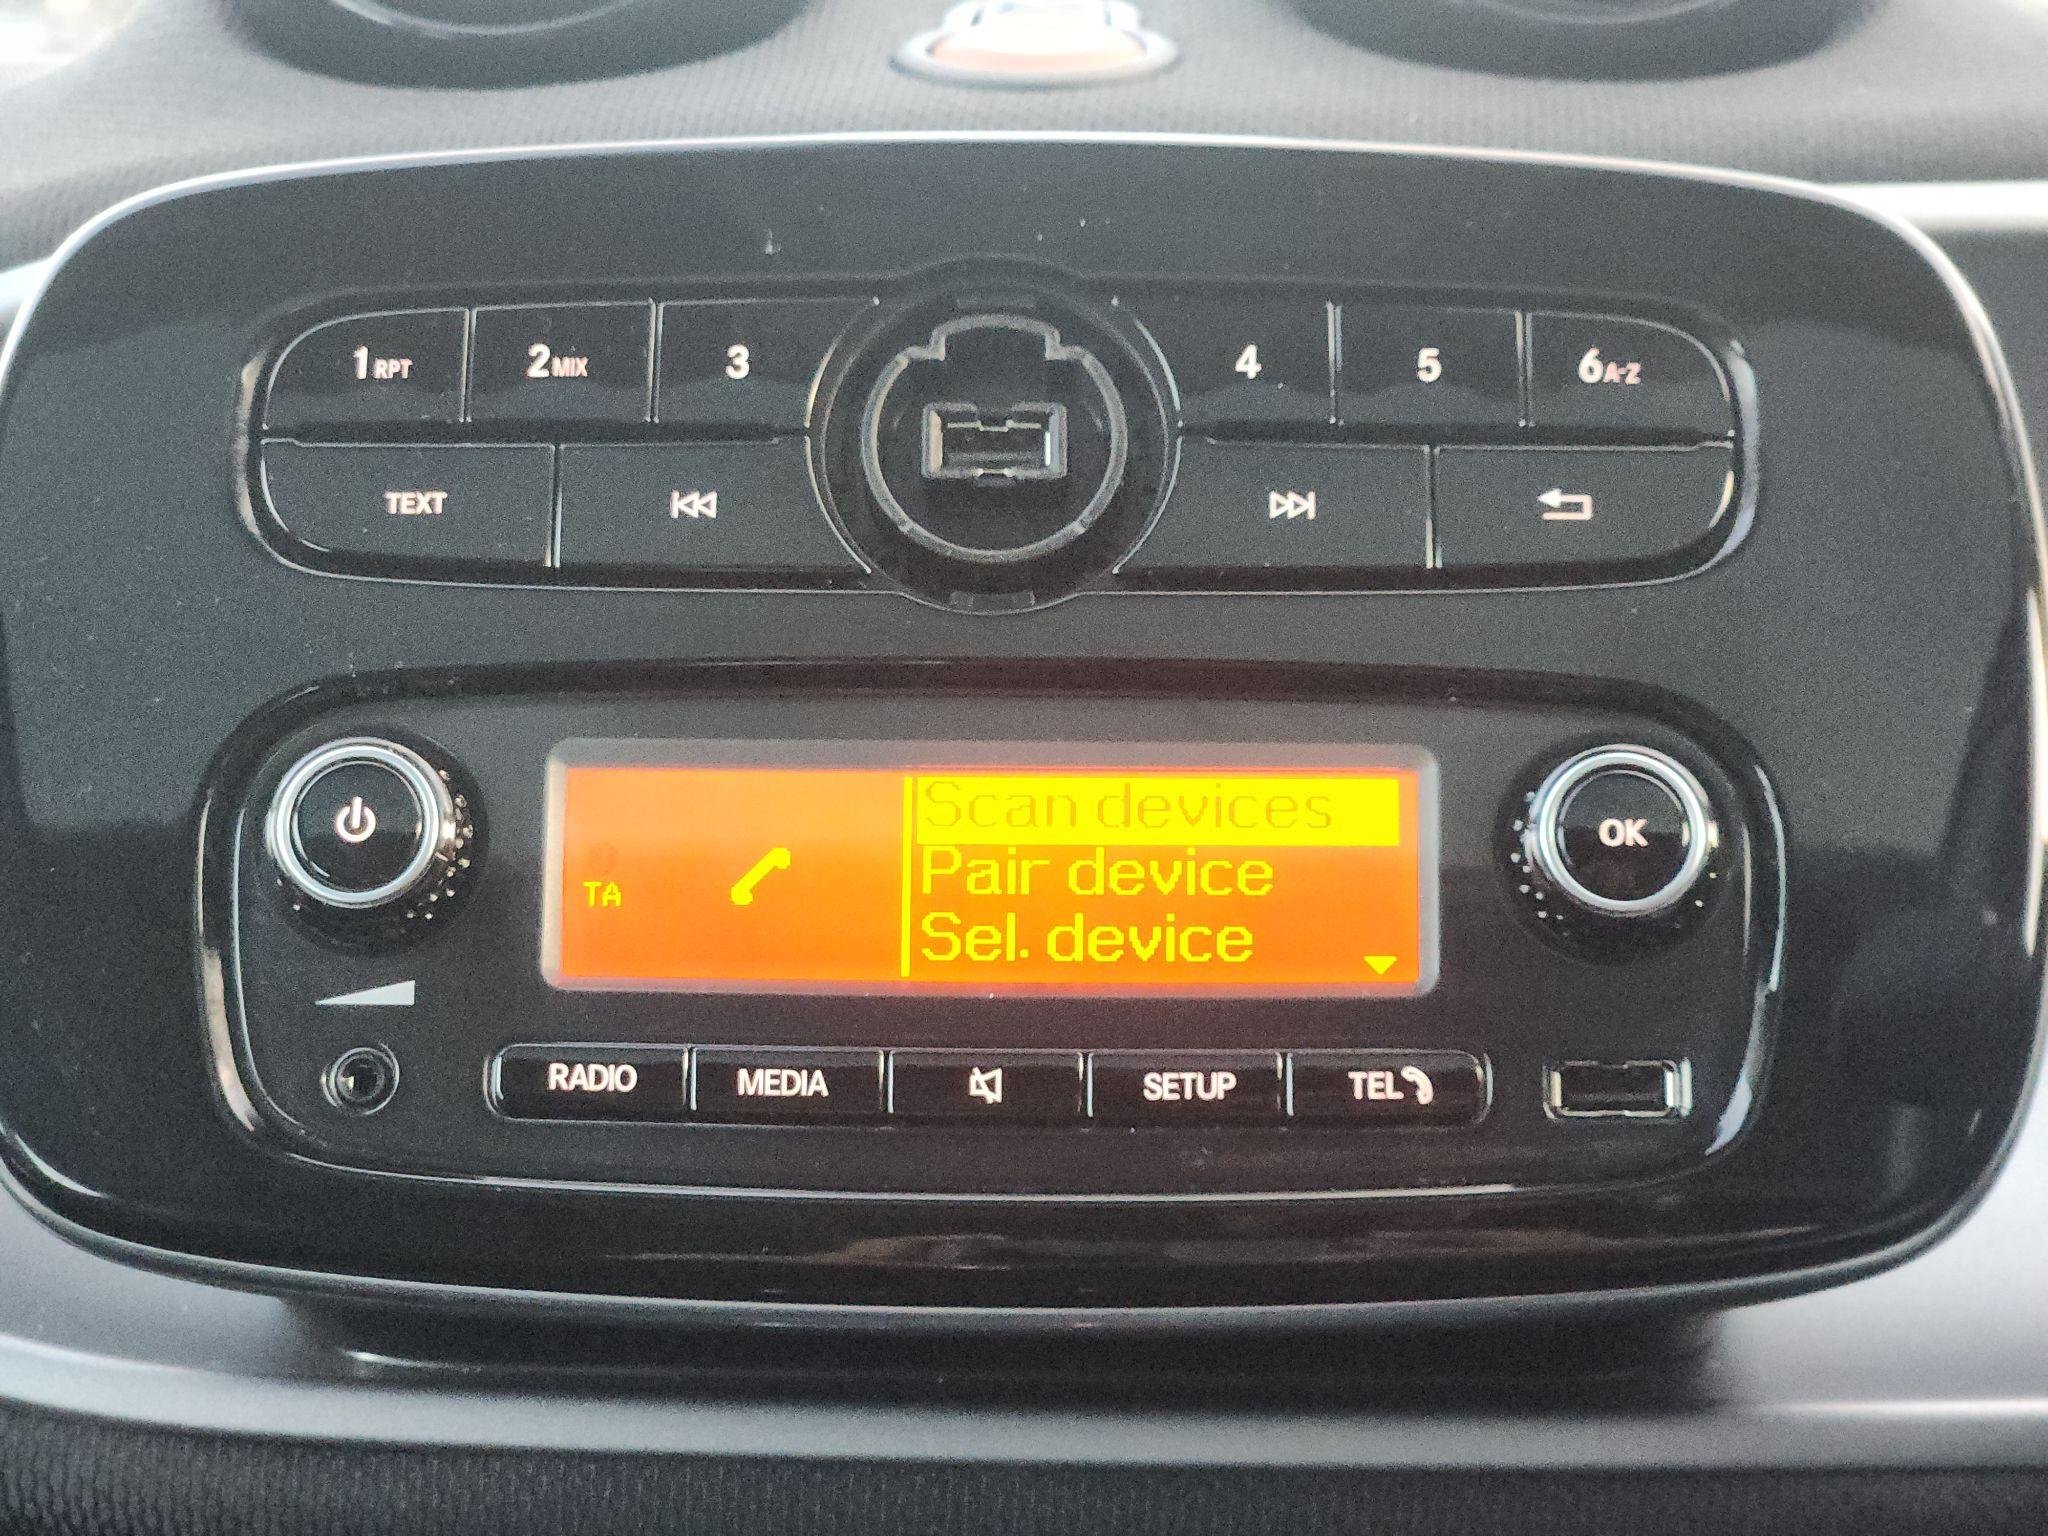 1RPT 2MIX 3 4 5 6A-Z
TEXT
Scan devices
Pair device
Sel. device
TA
OK
RADIO MEDIA SETUP TEL